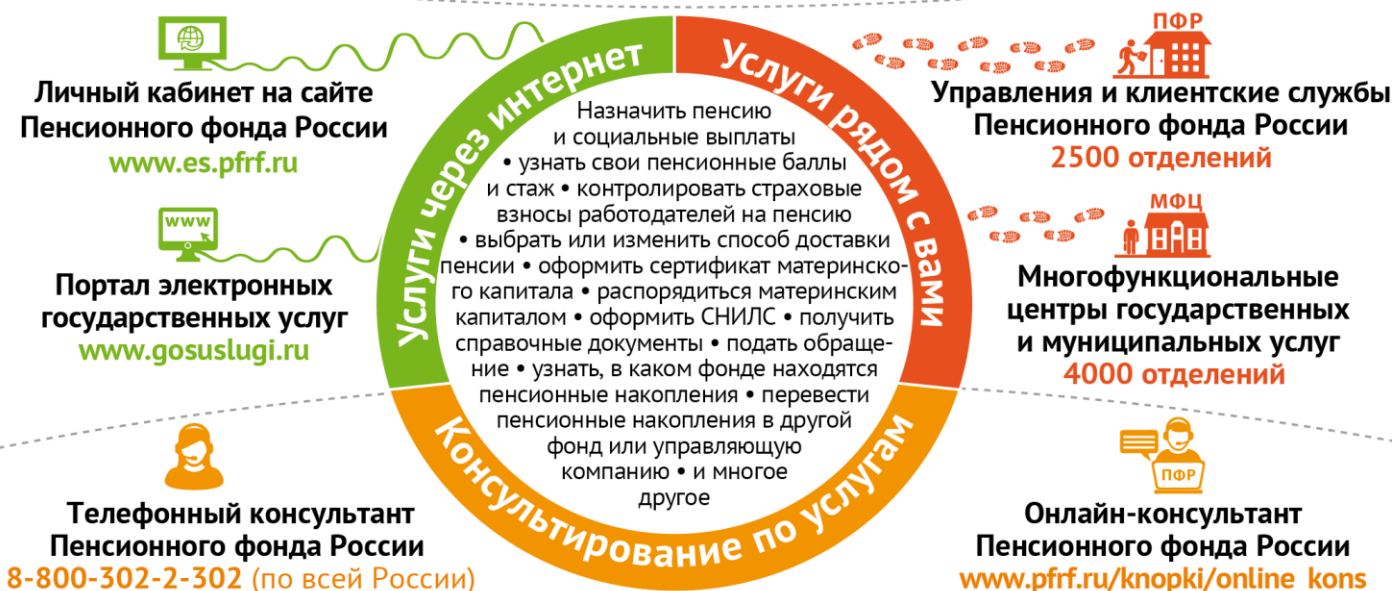 www
Личный кабинет на сайте
Пенсионного фонда России
www.es.pfrf.ru
WWW
Портал электронных
государственных услуг
www.gosuslugi.ru
Услуги через интернет
Услуги рядом с вами
Назначить пенсию
и социальные выплаты
• узнать свои пенсионные баллы
и стаж • контролировать страховые
взносы работодателей на пенсию
• выбрать или изменить способ доставки
пенсии • оформить сертификат материнско-
го капитала • распорядиться материнским
капиталом • оформить СНИЛС • получить
справочные документы • подать обраще-
ние • узнать, в каком фонде находятся
пенсионные накопления • перевести
пенсионные накопления в другой
фонд или управляющую
компанию • и многое
другое
Консультирование по услугам
ПФР
Управления и клиентские службы
Пенсионного фонда России
2500 отделений
МФЦ
Многофункциональные
центры государственных
и муниципальных услуг
4000 отделений
Телефонный консультант
Пенсионного фонда России
8-800-302-2-302 (по всей России)
ПФР
Онлайн-консультант
Пенсионного фонда России
www.pfrf.ru/knopki/online_kons